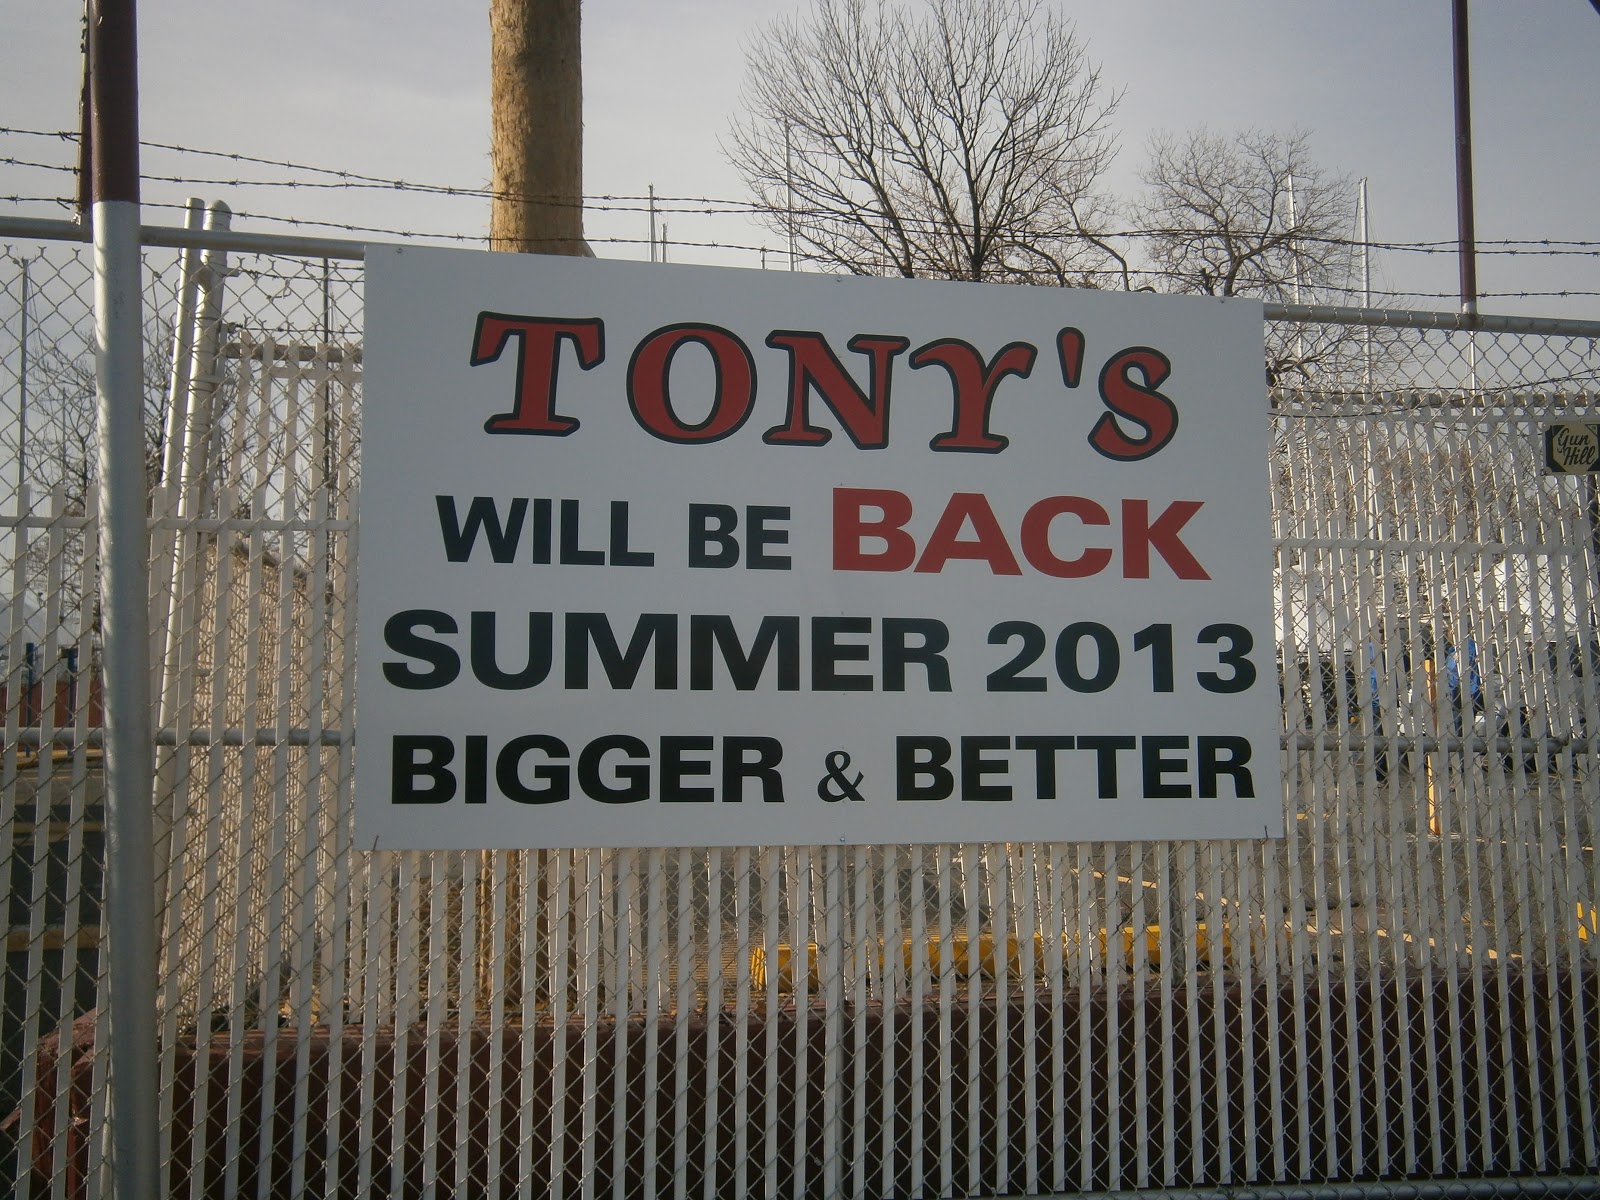 TONY'S
WILL BE BACK
SUMMER 2013
BIGGER & BETTER
Gun
Hill